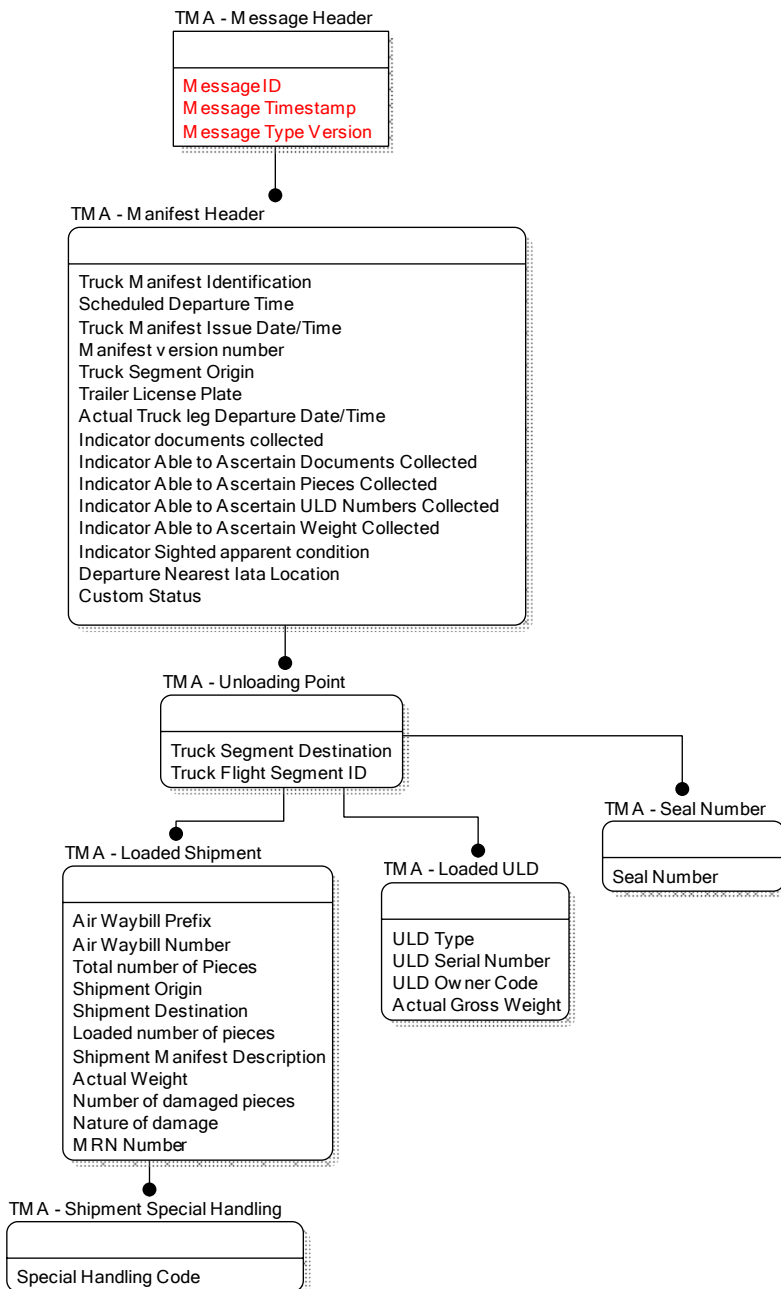 TMA - Message Header
Message ID
Message Timestamp
Message Type Version
TMA - Manifest Header
Truck Manifest Identification
Scheduled Departure Time
Truck Manifest Issue Date/Time
Manifest version number
Truck Segment Origin
Trailer License Plate
Actual Truck leg Departure Date/Time
Indicator documents collected
Indicator Able to Ascertain Documents Collected
Indicator Able to Ascertain Pieces Collected
Indicator Able to Ascertain ULD Numbers Collected
Indicator Able to Ascertain Weight Collected
Indicator Sighted apparent condition
Departure Nearest Iata Location
Custom Status
TMA - Unloading Point
Truck Segment Destination
Truck Flight Segment ID
TMA - Seal Number
Seal Number
TMA - Loaded Shipment
Air Waybill Prefix
Air Waybill Number
Total number of Pieces
Shipment Origin
Shipment Destination
Loaded number of pieces
Shipment Manifest Description
Actual Weight
Number of damaged pieces
Nature of damage
MRN Number
TMA - Loaded ULD
ULD Type
ULD Serial Number
ULD Owner Code
Actual Gross Weight
TMA - Shipment Special Handling
Special Handling Code